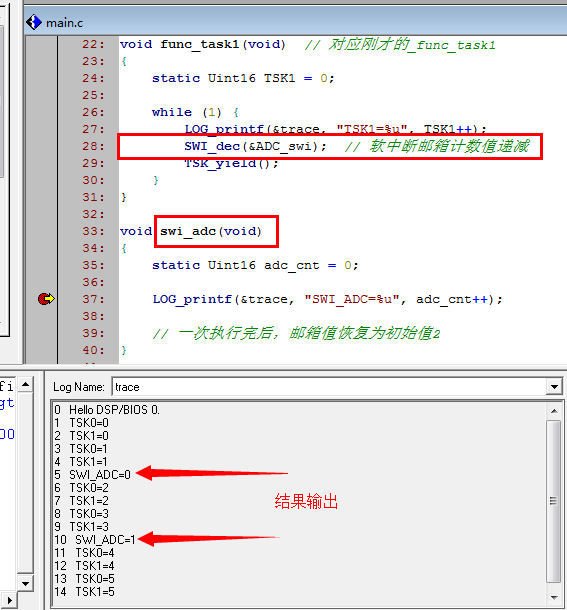 main.c
22: void func_task1(void)  // 对应刚才的_func_task1
23: {
24:     static Uint16 TSK1 = 0;
25:
26:     while (1) {
27:         LOG_printf(&trace, "TSK1=%u", TSK1++);
28:         SWI_dec(&ADC_swi);  // 软中断邮箱计数值递减
29:         TSK_yield();
30:     }
31: }
32:
33: void swi_adc(void)
34: {
35:     static Uint16 adc_cnt = 0;
36:
37:     LOG_printf(&trace, "SWI_ADC=%u", adc_cnt++);
38:
39:     // 一次执行完后，邮箱值恢复为初始值2
40: }
fi
gt
00
Log Name: trace
0 Hello DSP/BIOS 0.
1 TSK0=0
2 TSK1=0
3 TSK0=1
4 TSK1=1
5 SWI_ADC=0
6 TSK0=2
7 TSK1=2
8 TSK0=3
9 TSK1=3
10 SWI_ADC=1
11 TSK0=4
12 TSK1=4
13 TSK0=5
14 TSK1=5
结果输出